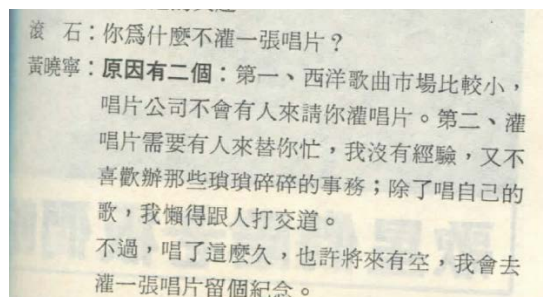 滾　石：你爲什麼不灌一張唱片？
黃曉寧：原因有二個：第一、西洋歌曲市場比較小，
唱片公司不會有人來請你灌唱片。第二、灌
唱片需要有人來替你忙，我沒有經驗，又不
喜歡辦那些瑣瑣碎碎的事務；除了唱自己的
歌，我懶得跟人打交道。
不過，唱了這麼久，也許將來有空，我會去
灌一張唱片留個紀念。